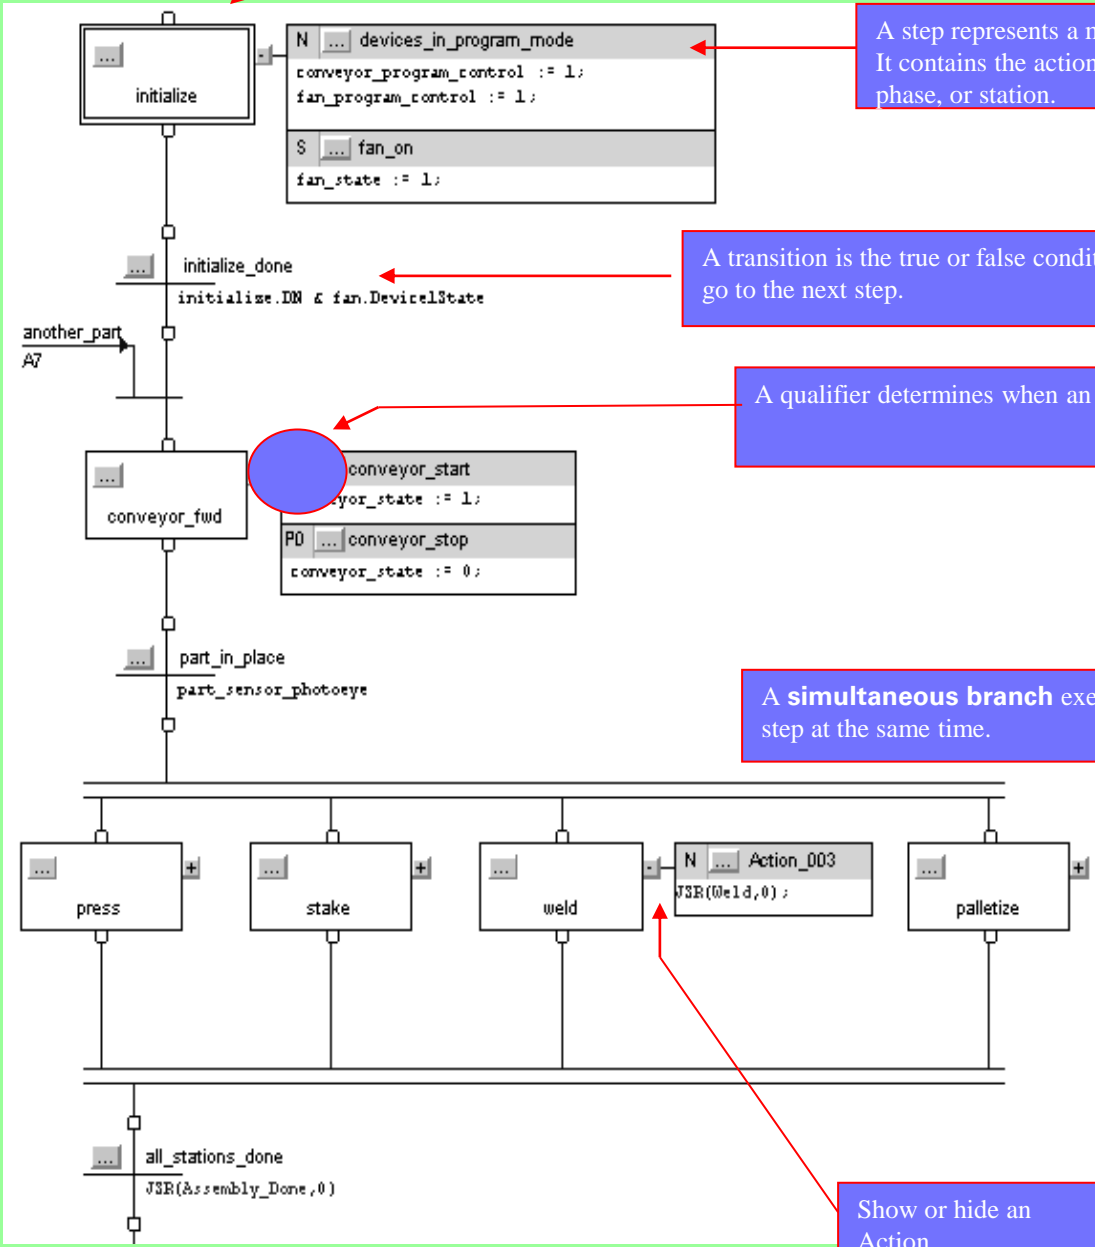 N ... devices_in_program_mode
A step represents a
It contains the action
phase, or station.
...
conveyor_program_control := 1;
initialize
fan_program_control := 1;
S ... fan_on
fan_state := 1;
... initialize_done
A transition is the true or false
go to the next step.
initialize.DN & fan.Device1State
another_part
A7
A qualifier determines when an
...
conveyor_start
:= 1;
conveyor_fwd
P0 ... conveyor_stop
conveyor_state := 0;
... part_in_place
part_sensor_photoeye
A simultaneous branch
step at the same time.
... + ... + ... - N ... Action_003 ... +
JSR(Weld,0);
press stake weld palletize
... all_stations_done
JSR(Assembly_Done,0)
Show or hide an
Action